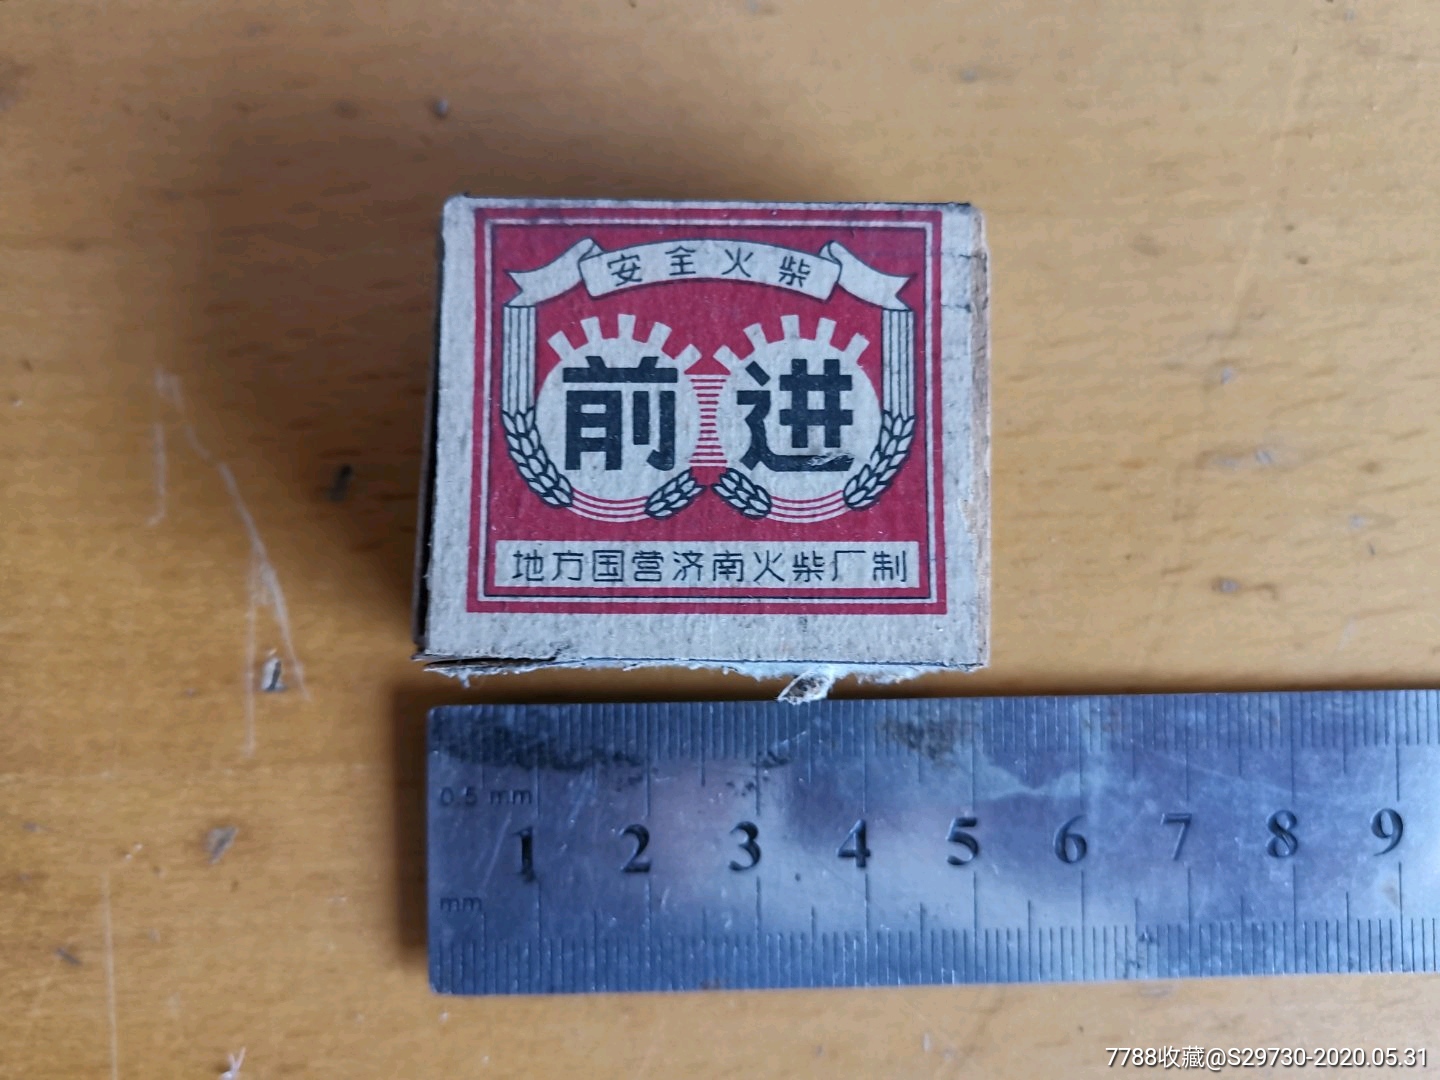 安全火柴
前进
地方国营济南火柴厂制
0.5 mm
1 2 3 4 5 6 7 8 9
mm
7788收藏@S29730-2020.05.31